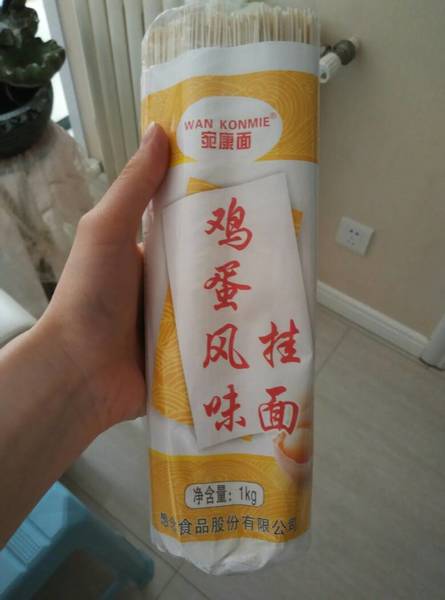 WAN KONMIE®
宛康面
鸡蛋风味
挂面
净含量：1kg
食品股份有限公司